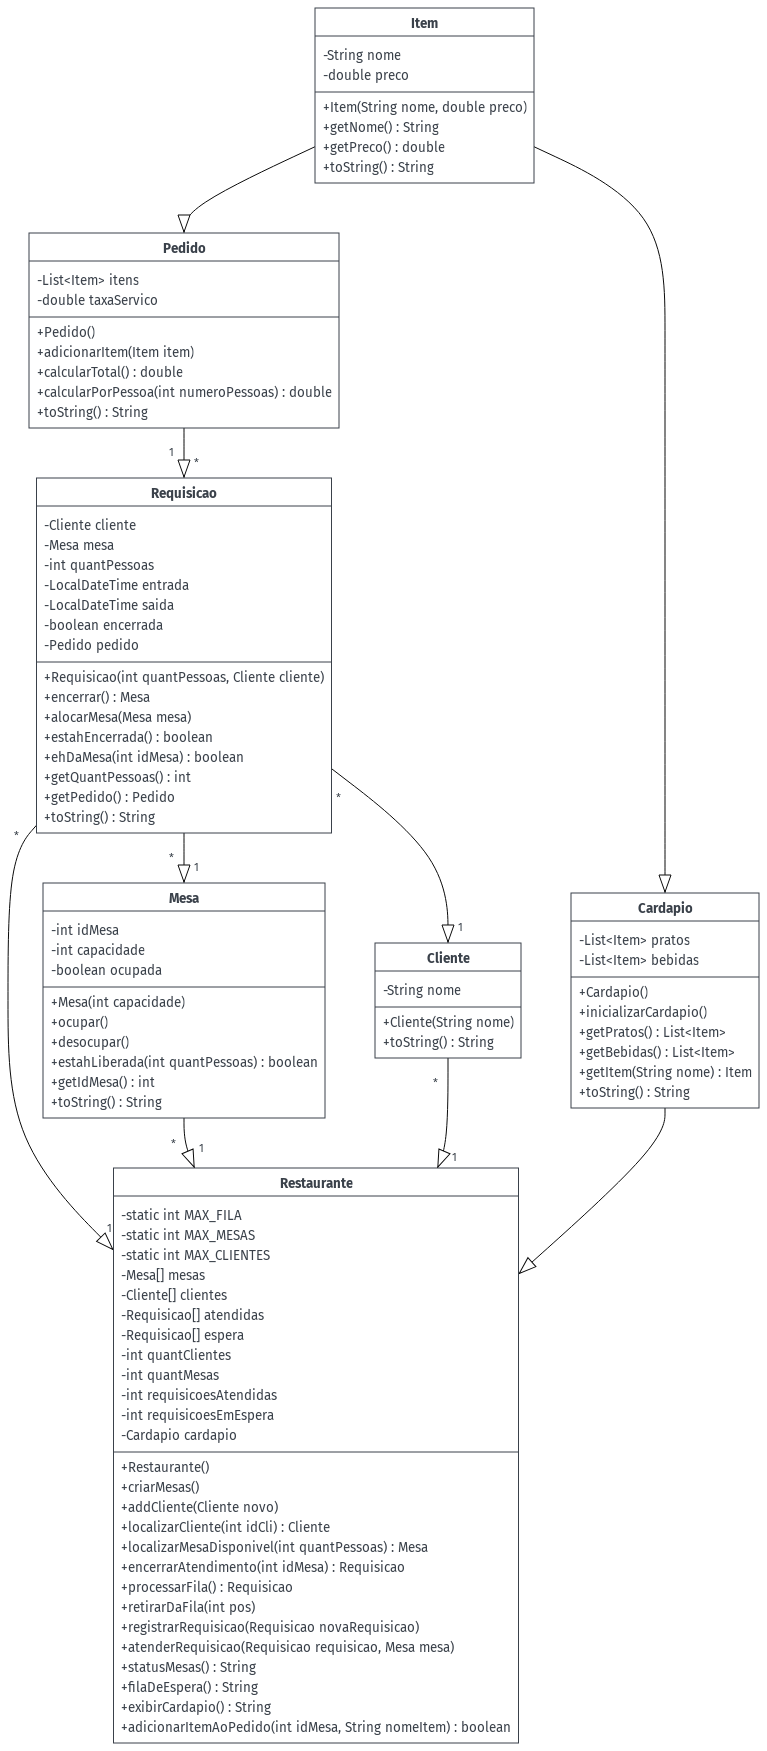 Item
-String nome
-double preco
+Item(String nome, double preco)
+getNome() : String
+getPreco() : double
+toString() : String
Pedido
-List<Item> itens
-double taxaServico
+Pedido()
+adicionarItem(Item item)
+calcularTotal() : double
+calcularPorPessoa(int numeroPessoas) : double
+toString() : String
1
*
Requisicao
-Cliente cliente
-Mesa mesa
-int quantPessoas
-LocalDateTime entrada
-LocalDateTime saida
-boolean encerrada
-Pedido pedido
+Requisicao(int quantPessoas, Cliente cliente)
+encerrar() : Mesa
+alocarMesa(Mesa mesa)
+estahEncerrada() : boolean
+ehDaMesa(int idMesa) : boolean
+getQuantPessoas() : int
+getPedido() : Pedido
+toString() : String
*
*
*
1
1
Mesa
-int idMesa
-int capacidade
-boolean ocupada
+Mesa(int capacidade)
+ocupar()
+desocupar()
+estahLiberada(int quantPessoas) : boolean
+getIdMesa() : int
+toString() : String
Cliente
-String nome
+Cliente(String nome)
+toString() : String
Cardapio
-List<Item> pratos
-List<Item> bebidas
+Cardapio()
+inicializarCardapio()
+getPratos() : List<Item>
+getBebidas() : List<Item>
+getItem(String nome) : Item
+toString() : String
*
*
1
1
1
Restaurante
-static int MAX_FILA
-static int MAX_MESAS
-static int MAX_CLIENTES
-Mesa[] mesas
-Cliente[] clientes
-Requisicao[] atendidas
-Requisicao[] espera
-int quantClientes
-int quantMesas
-int requisicoesAtendidas
-int requisicoesEmEspera
-Cardapio cardapio
+Restaurante()
+criarMesas()
+addCliente(Cliente novo)
+localizarCliente(int idCli) : Cliente
+localizarMesaDisponivel(int quantPessoas) : Mesa
+encerrarAtendimento(int idMesa) : Requisicao
+processarFila() : Requisicao
+retirarDaFila(int pos)
+registrarRequisicao(Requisicao novaRequisicao)
+atenderRequisicao(Requisicao requisicao, Mesa mesa)
+statusMesas() : String
+filaDeEspera() : String
+exibirCardapio() : String
+adicionarItemAoPedido(int idMesa, String nomeItem) : boolean